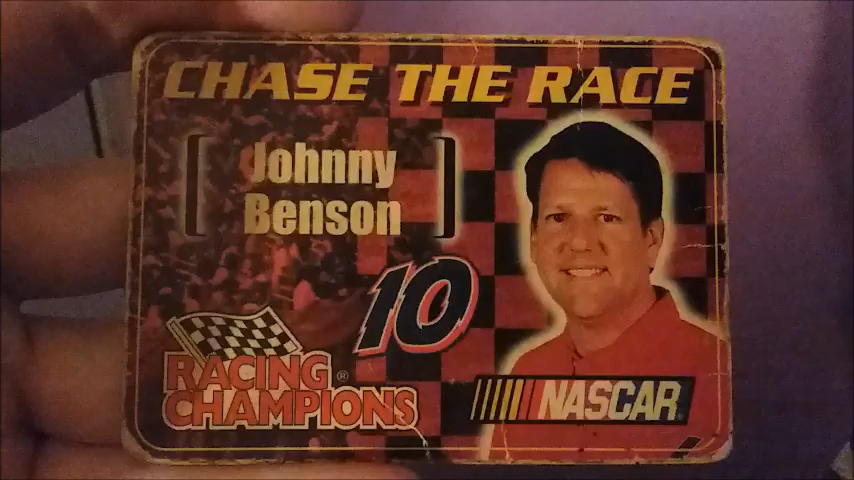 CHASE THE RACE
Johnny
Benson
10
RACING ®
CHAMPIONS
NASCAR